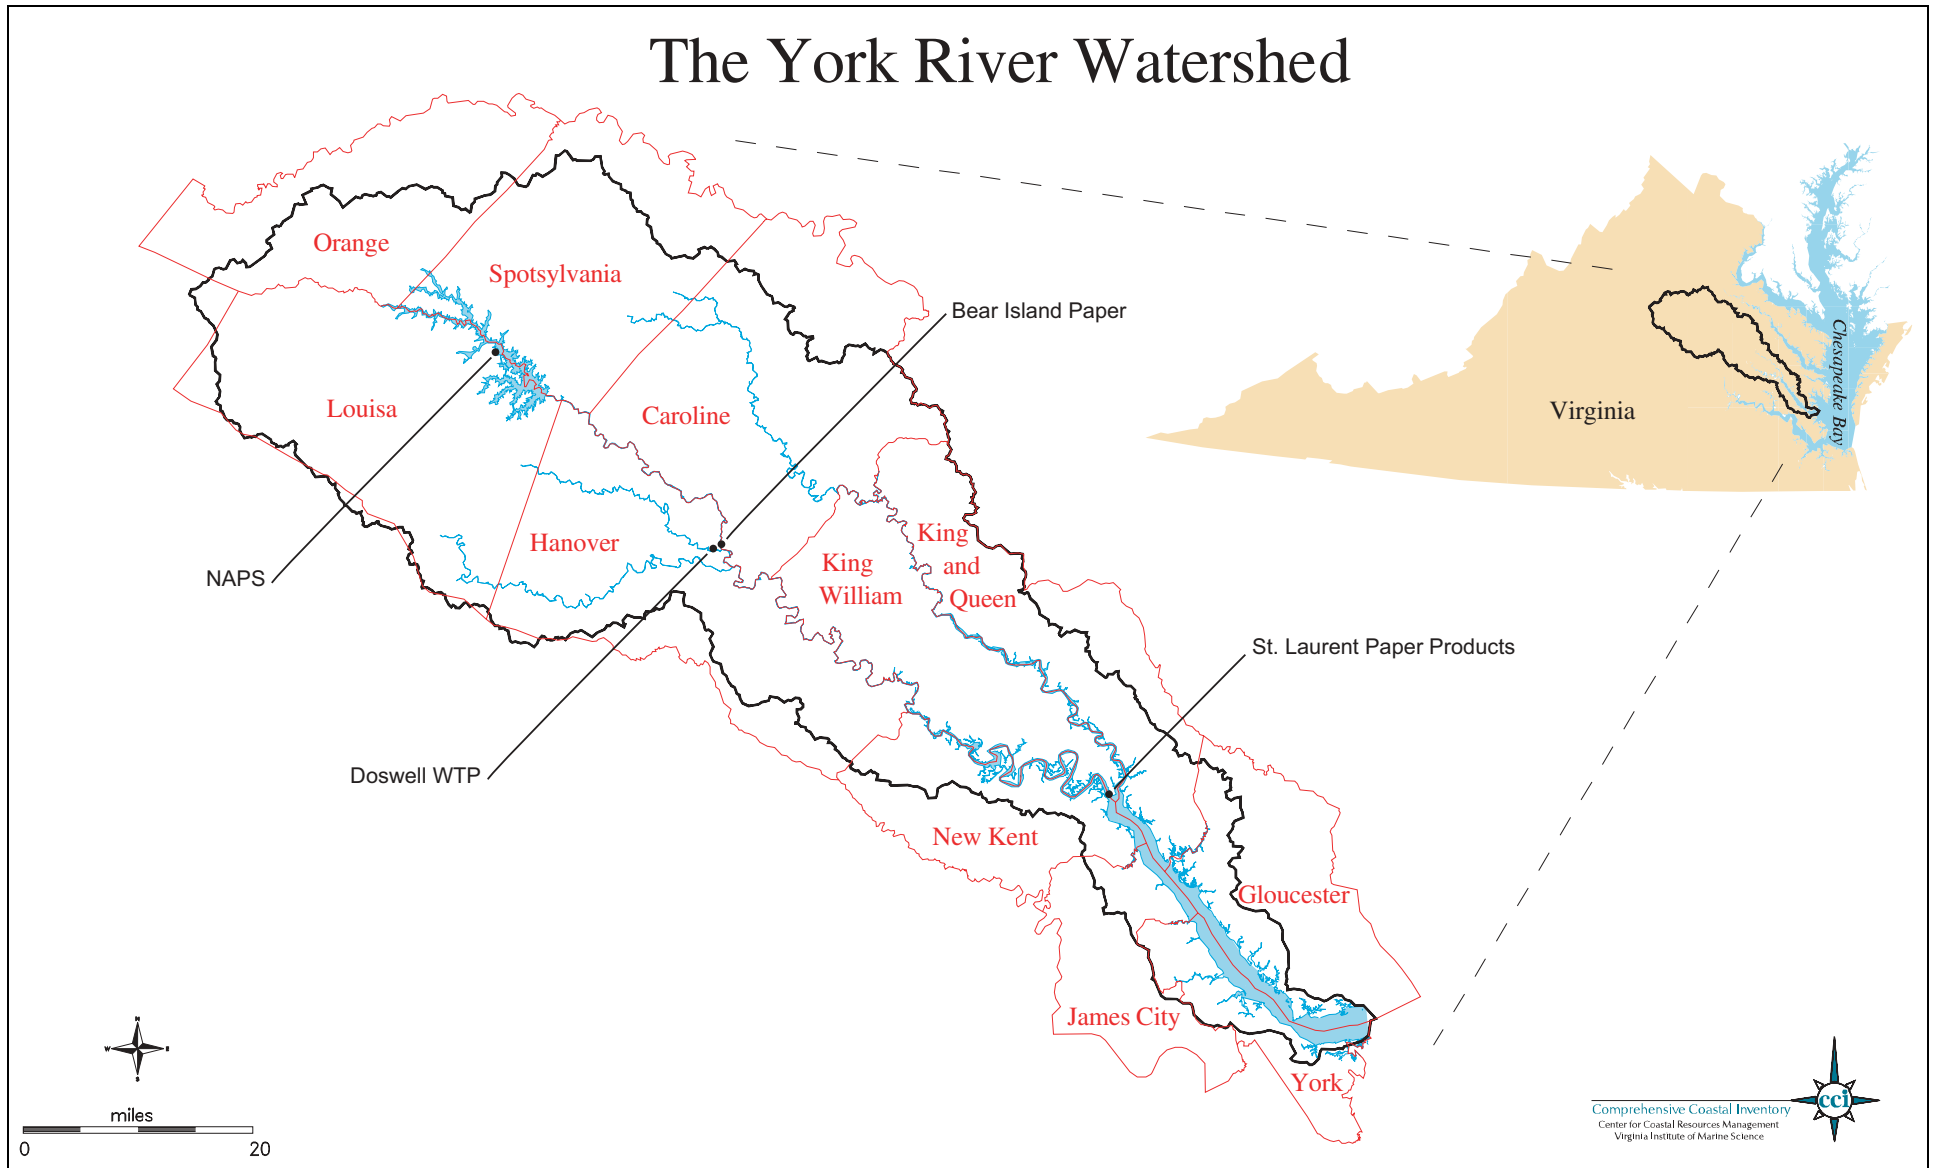 The York River Watershed
Orange
Spotsylvania
Bear Island Paper
Chesapeake Bay
Louisa
Caroline
Virginia
Hanover
King
and
Queen
King
William
NAPS
St. Laurent Paper Products
Doswell WTP
New Kent
Gloucester
James City
York
N
W
E
S
miles
0
20
cci
Comprehensive Coastal Inventory
Center for Coastal Resources Management
Virginia Institute of Marine Science